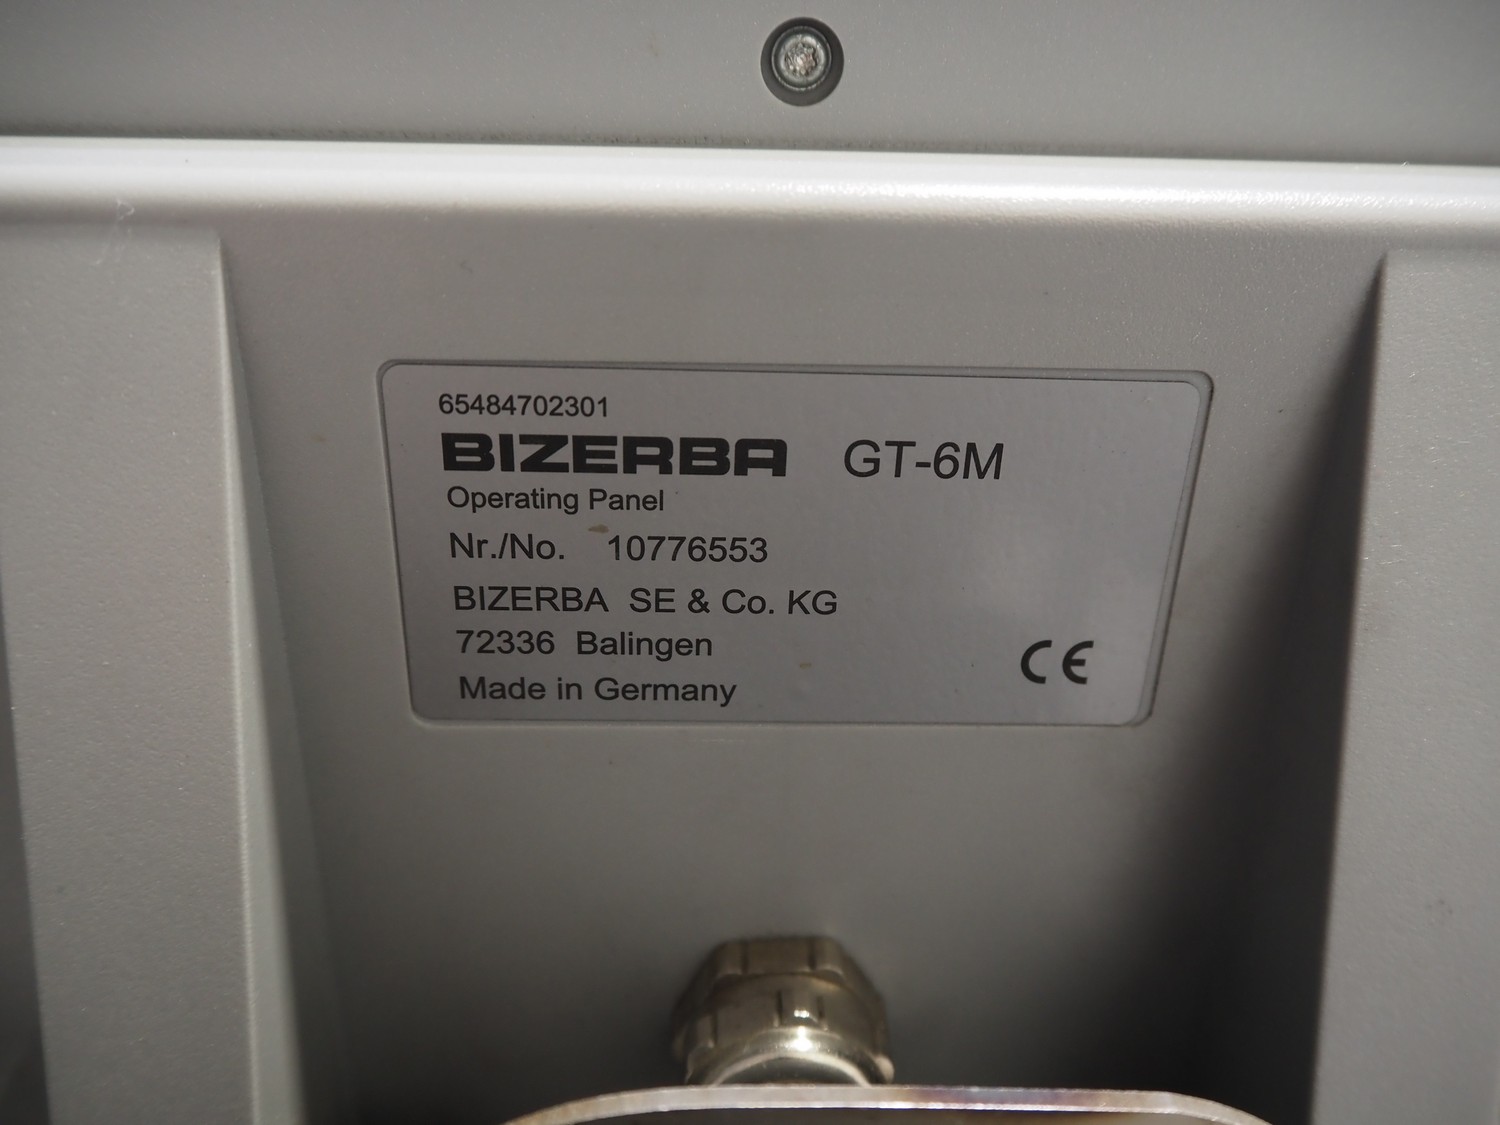 65484702301
BIZERBA GT-6M
Operating Panel
Nr./No. 10776553
BIZERBA SE & Co. KG
72336 Balingen
Made in Germany
CE